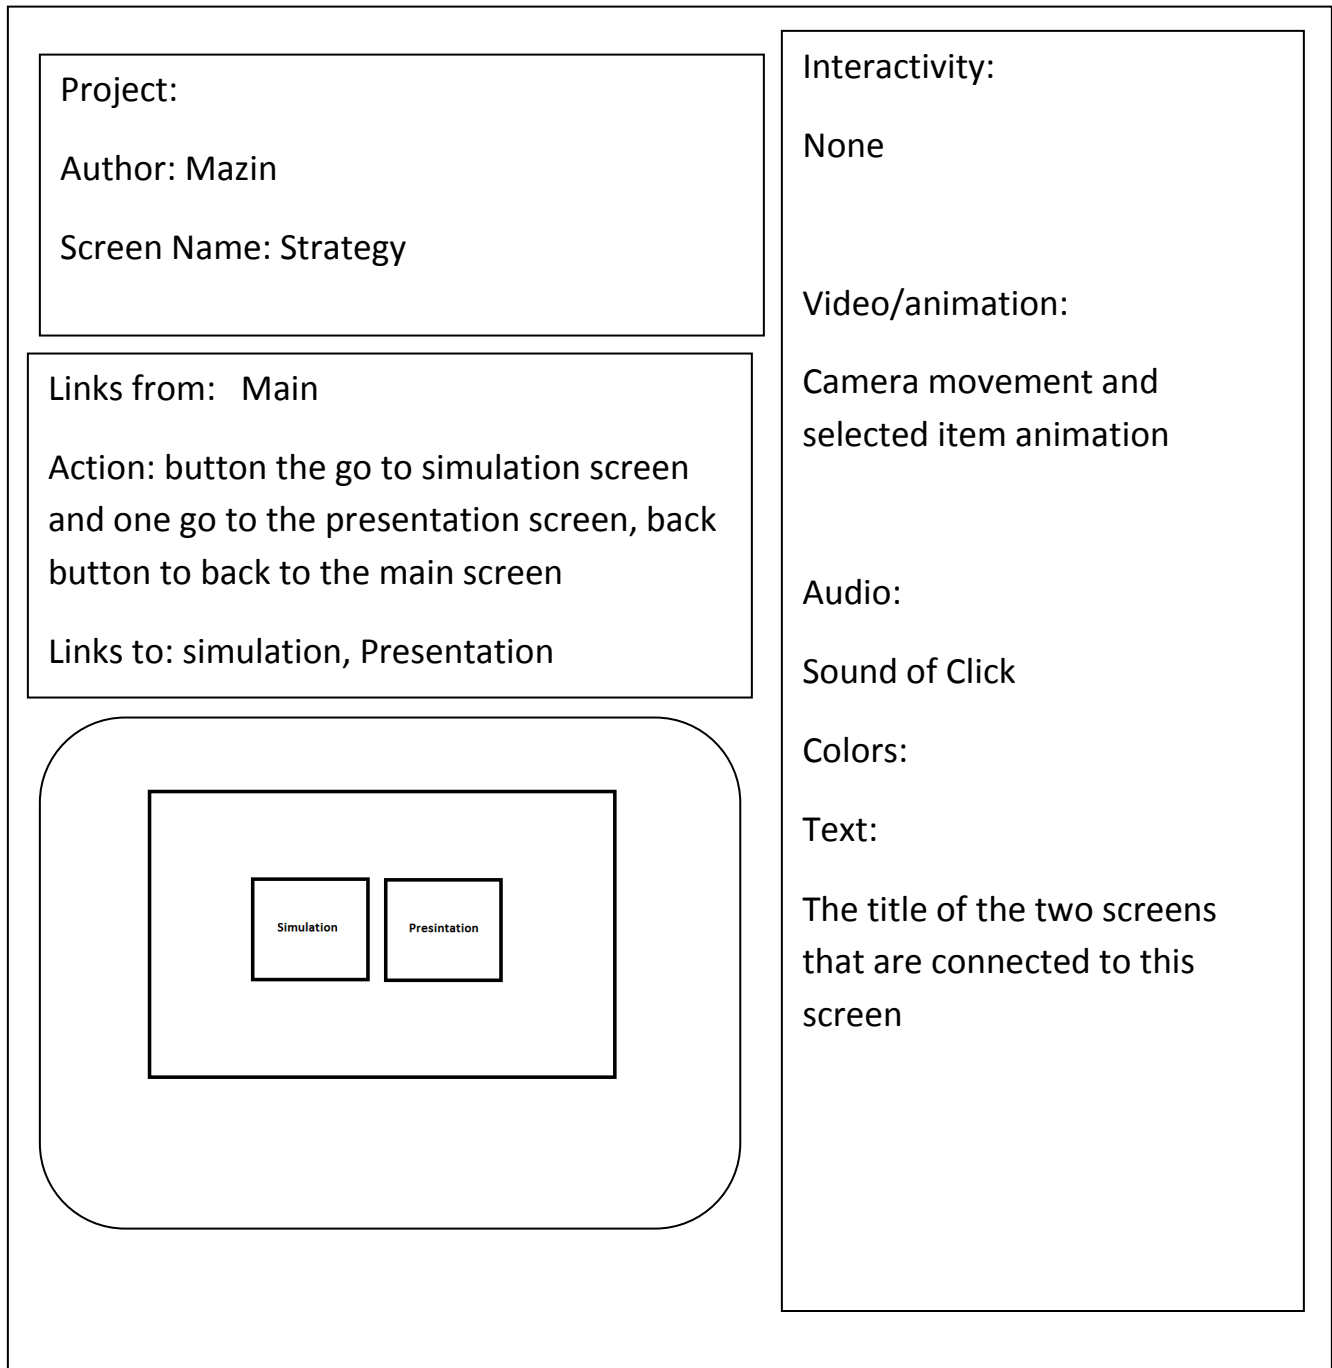 Project:
Author: Mazin
Screen Name: Strategy
Links from:   Main
Action: button the go to simulation screen
and one go to the presentation screen, back
button to back to the main screen
Links to: simulation, Presentation
Simulation
Presintation
Interactivity:
None
Video/animation:
Camera movement and
selected item animation
Audio:
Sound of Click
Colors:
Text:
The title of the two screens
that are connected to this
screen